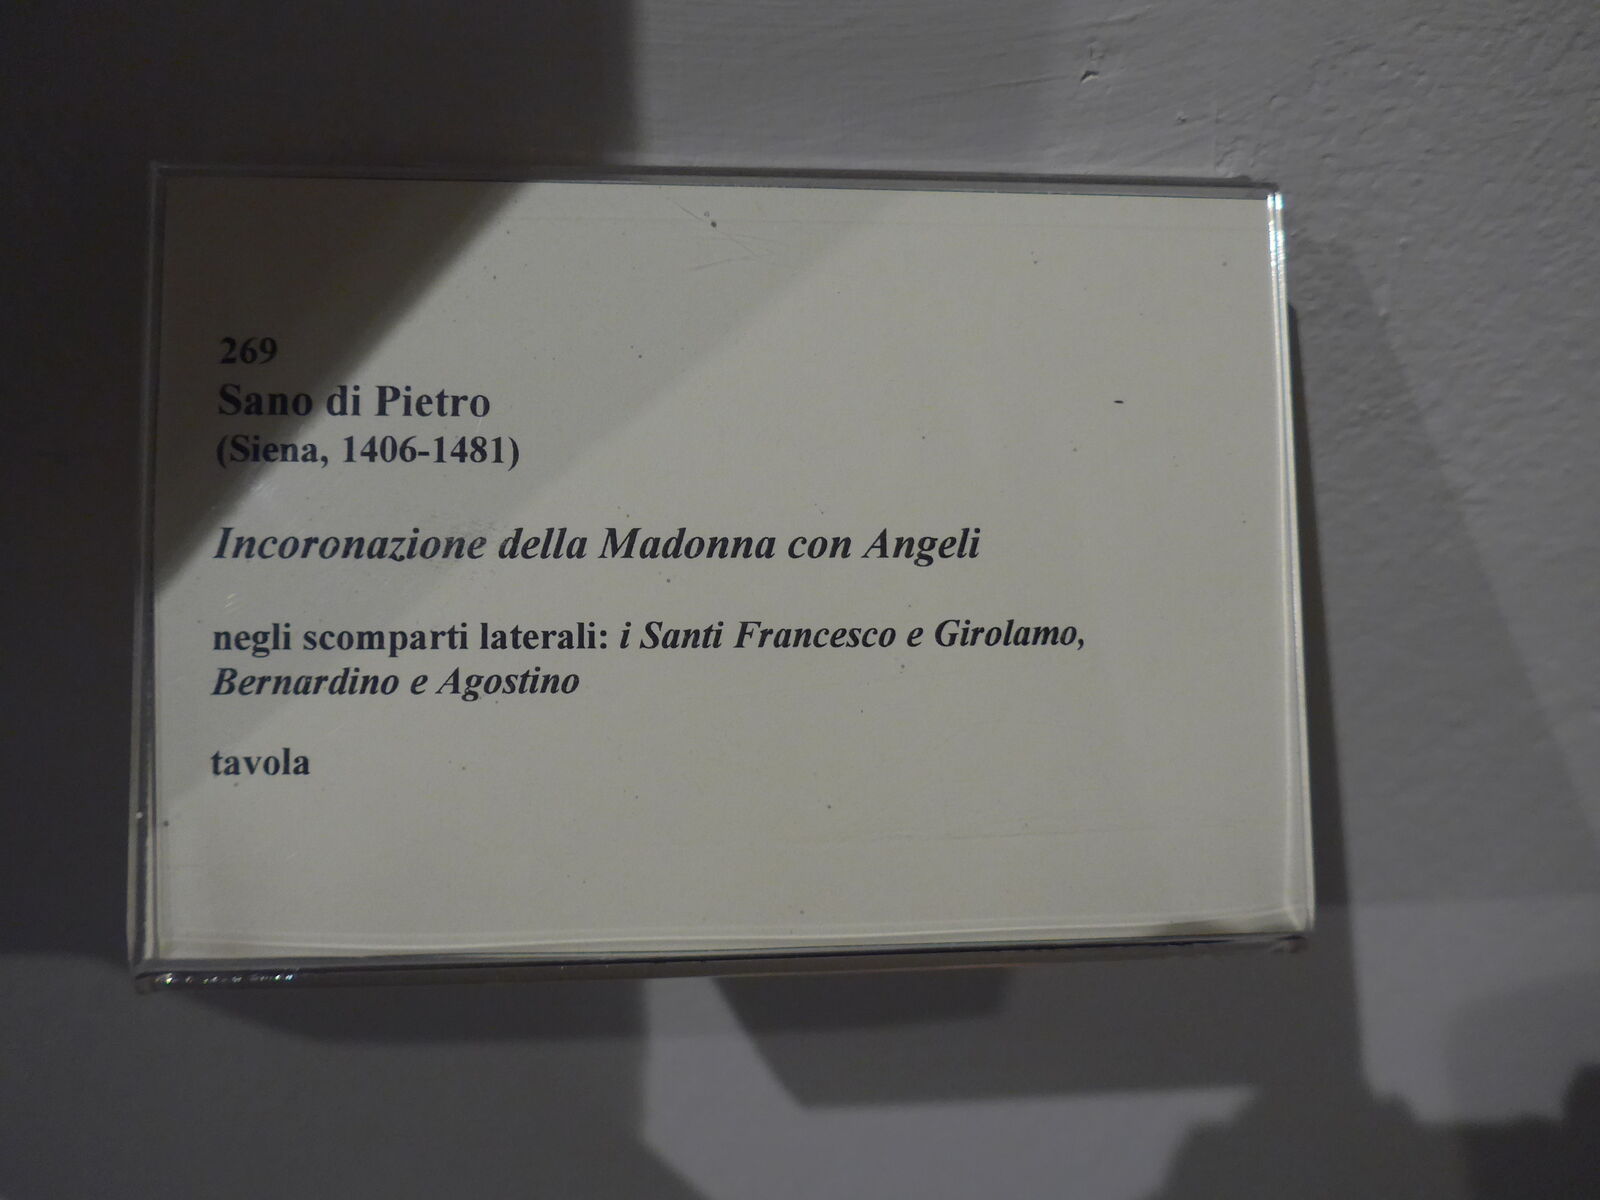 269
Sano di Pietro
(Siena, 1406-1481)
Incoronazione della Madonna con Angeli
negli scomparti laterali: i Santi Francesco e Girolamo,
Bernardino e Agostino
tavola